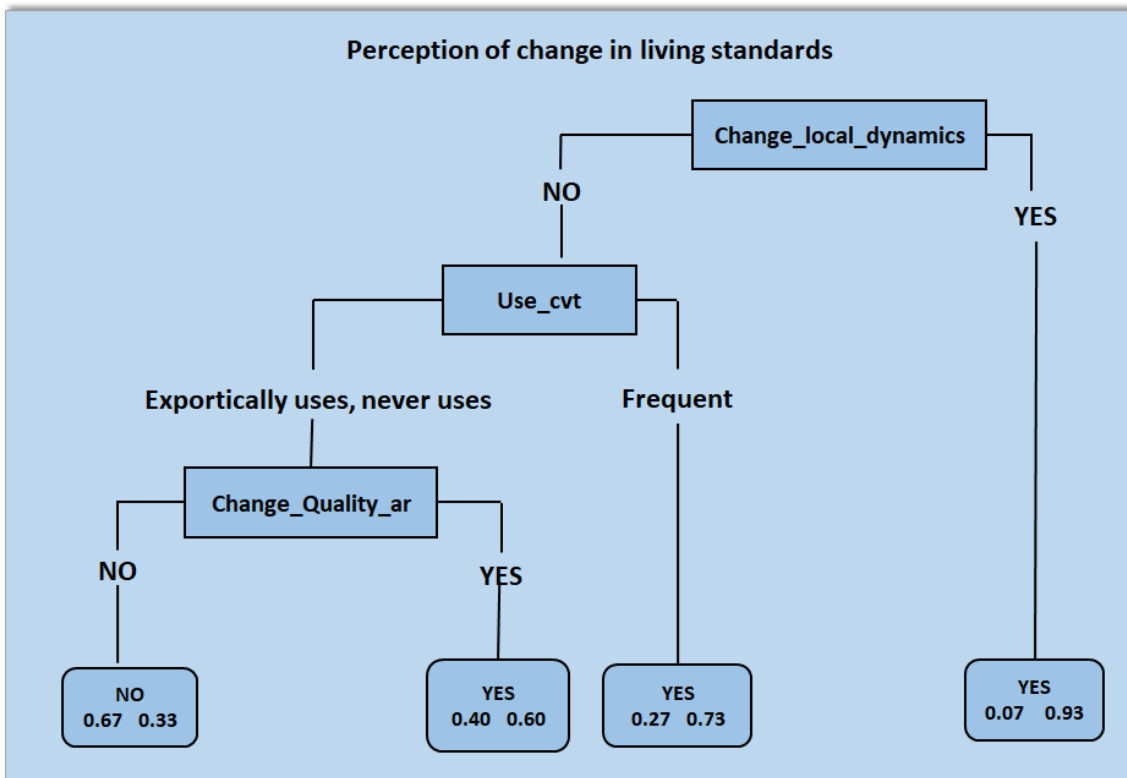 Perception of change in living standards
Change_local_dynamics
NO
YES
Use_cvt
Exportically uses, never uses
Frequent
Change_Quality_ar
NO
YES
NO
0.67 0.33
YES
0.40 0.60
YES
0.27 0.73
YES
0.07 0.93